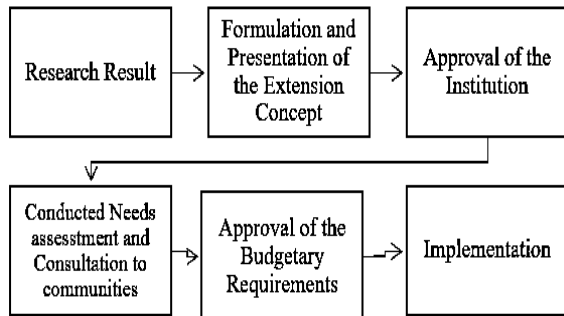 Research Result
Formulation and
Presentation of
the Extension
Concept
Approval of the
Institution
Conducted Needs
assesstment and
Consultation to
communities
Approval of the
Budgetary
Requirements
Implementation